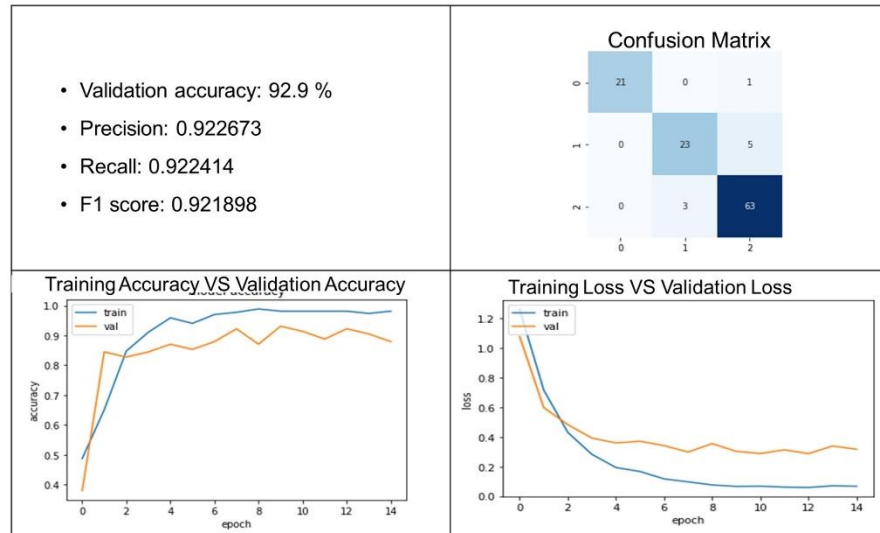 • Validation accuracy: 92.9 %
• Precision: 0.922673
• Recall: 0.922414
• F1 score: 0.921898
Confusion Matrix
0 21 0 1
1 0 23 5
2 0 3 63
0 1 2
Training Accuracy VS Validation Accuracy
model accuracy
train
val
1.0
0.9
0.8
0.7
0.6
0.5
0.4
accuracy
0 2 4 6 8 10 12 14
epoch
Training Loss VS Validation Loss
train
val
1.2
1.0
0.8
0.6
0.4
0.2
0.0
loss
0 2 4 6 8 10 12 14
epoch